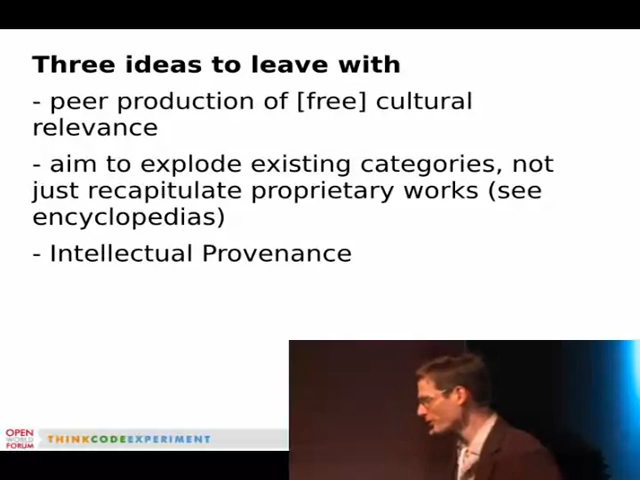 Three ideas to leave with
- peer production of [free] cultural
relevance
- aim to explode existing categories, not
just recapitulate proprietary works (see
encyclopedias)
- Intellectual Provenance
OPEN
WORLD
FORUM
THINKCODEEXPERIMENT